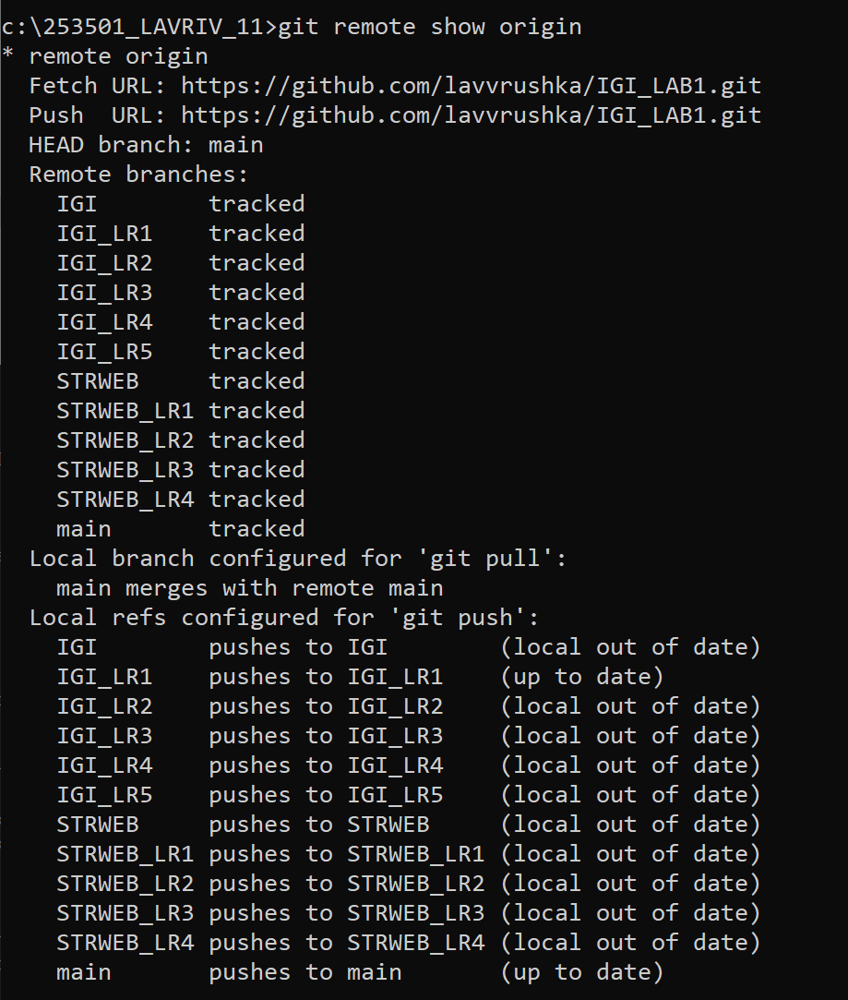 c:\253501_LAVRIV_11>git remote show origin
* remote origin
  Fetch URL: https://github.com/lavvrushka/IGI_LAB1.git
  Push  URL: https://github.com/lavvrushka/IGI_LAB1.git
  HEAD branch: main
  Remote branches:
    IGI        tracked
    IGI_LR1    tracked
    IGI_LR2    tracked
    IGI_LR3    tracked
    IGI_LR4    tracked
    IGI_LR5    tracked
    STRWEB     tracked
    STRWEB_LR1 tracked
    STRWEB_LR2 tracked
    STRWEB_LR3 tracked
    STRWEB_LR4 tracked
    main       tracked
  Local branch configured for 'git pull':
    main merges with remote main
  Local refs configured for 'git push':
    IGI        pushes to IGI        (local out of date)
    IGI_LR1    pushes to IGI_LR1    (up to date)
    IGI_LR2    pushes to IGI_LR2    (local out of date)
    IGI_LR3    pushes to IGI_LR3    (local out of date)
    IGI_LR4    pushes to IGI_LR4    (local out of date)
    IGI_LR5    pushes to IGI_LR5    (local out of date)
    STRWEB     pushes to STRWEB     (local out of date)
    STRWEB_LR1 pushes to STRWEB_LR1 (local out of date)
    STRWEB_LR2 pushes to STRWEB_LR2 (local out of date)
    STRWEB_LR3 pushes to STRWEB_LR3 (local out of date)
    STRWEB_LR4 pushes to STRWEB_LR4 (local out of date)
    main       pushes to main       (up to date)